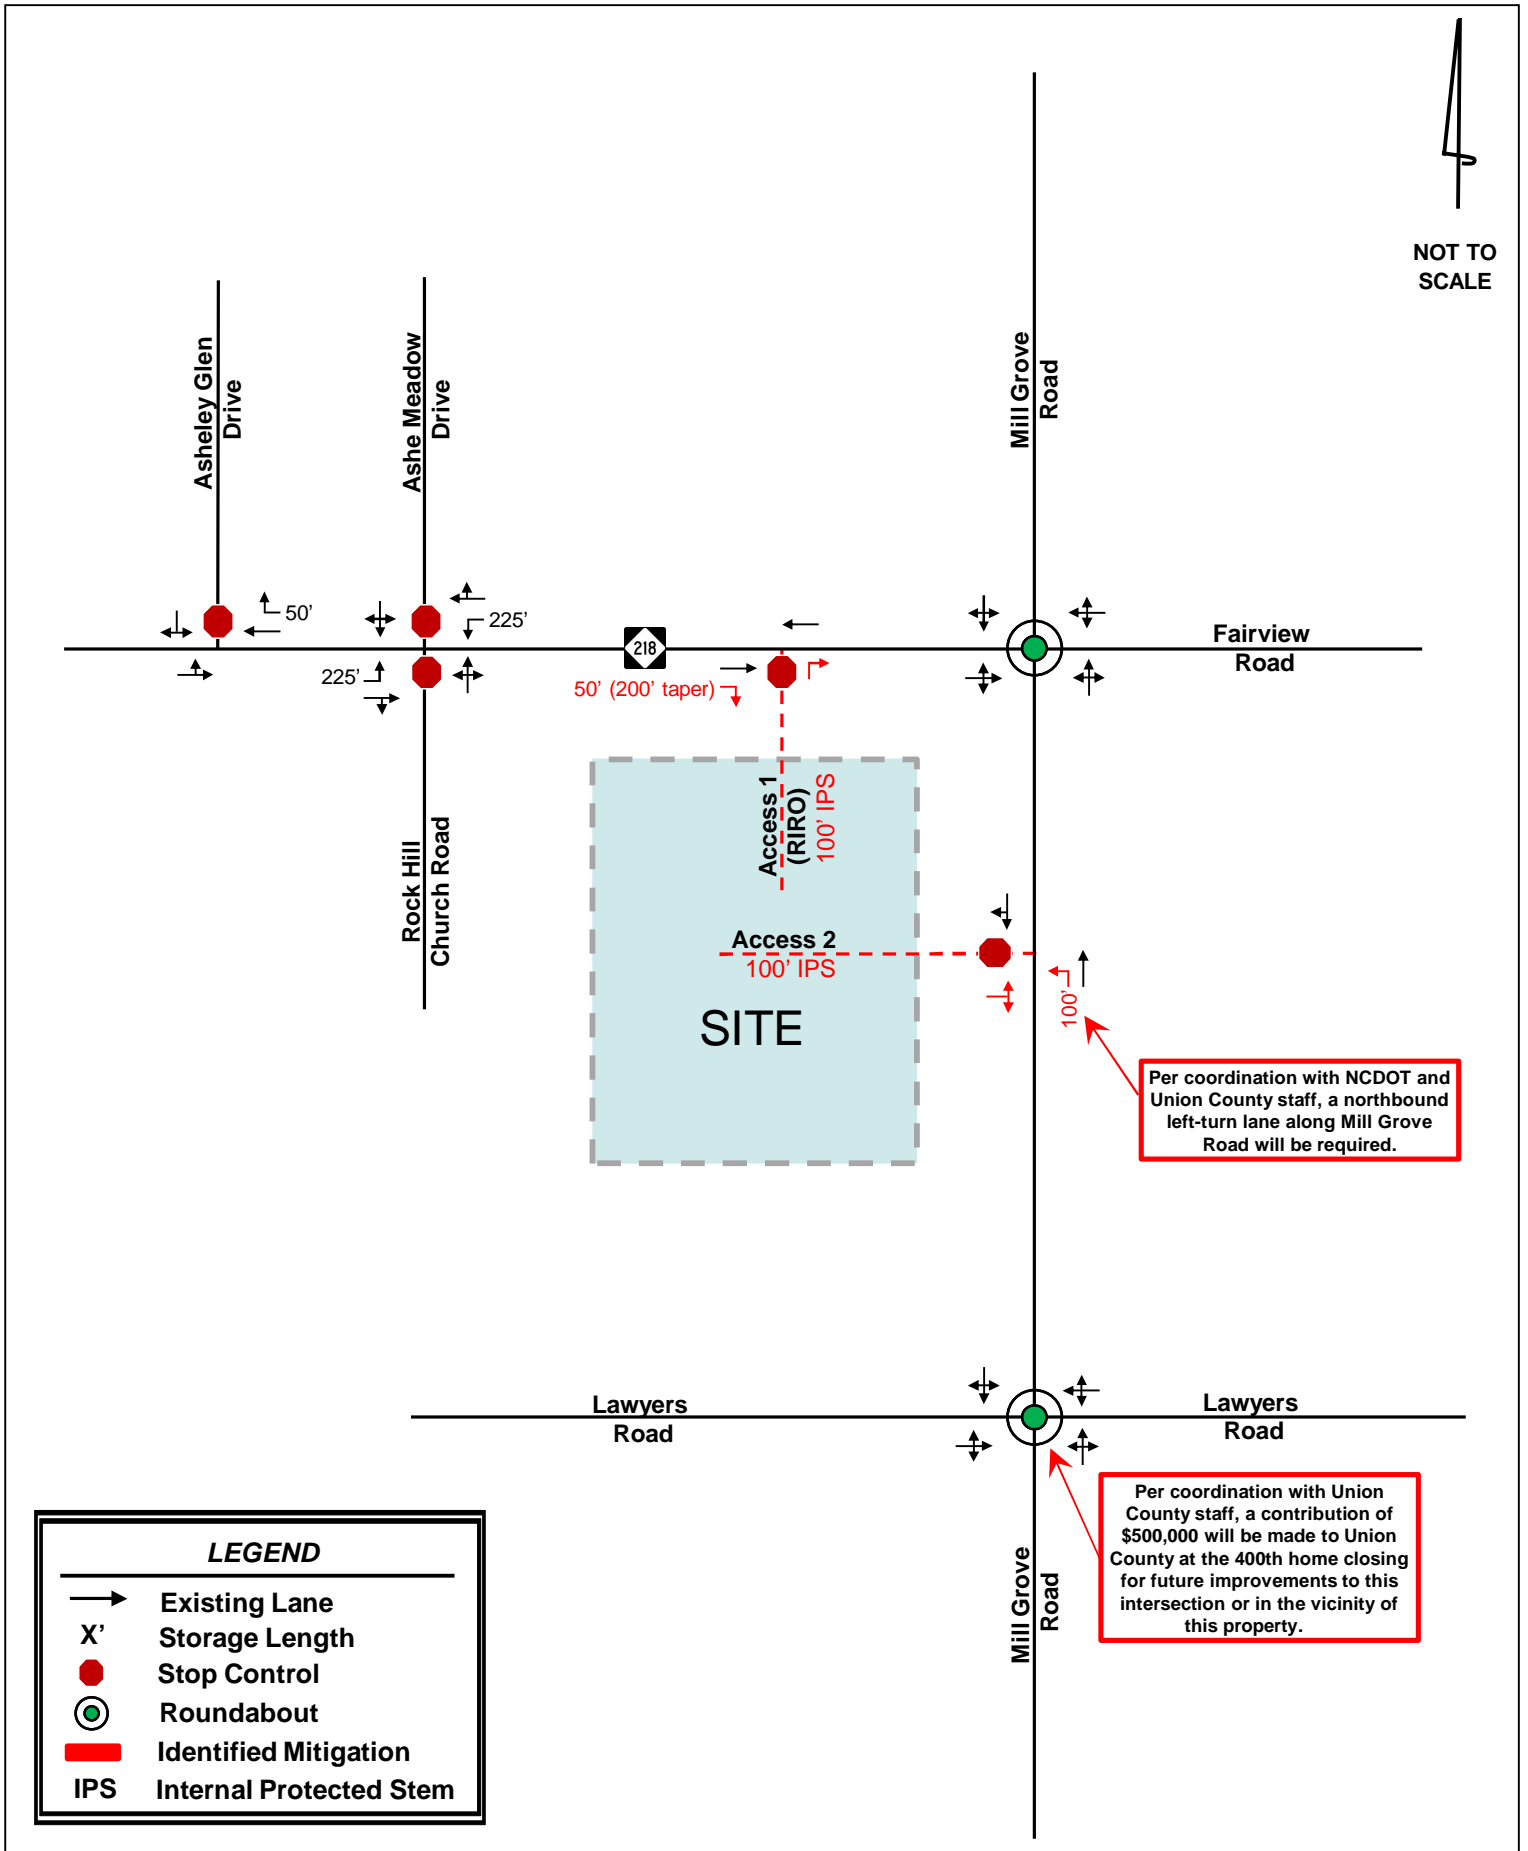 NOT TO
SCALE
Asheley Glen
Drive
Ashe Meadow
Drive
Mill Grove
Road
50'
225'
225'
218
50' (200' taper)
Fairview
Road
Access 1
(RIRO)
100' IPS
Rock Hill
Church Road
Access 2
100' IPS
SITE
100'
Per coordination with NCDOT and
Union County staff, a northbound
left-turn lane along Mill Grove
Road will be required.
Lawyers
Road
Lawyers
Road
Per coordination with Union
County staff, a contribution of
$500,000 will be made to Union
County at the 400th home closing
for future improvements to this
intersection or in the vicinity of
this property.
Mill Grove
Road
LEGEND
Existing Lane
X' Storage Length
Stop Control
Roundabout
Identified Mitigation
IPS Internal Protected Stem